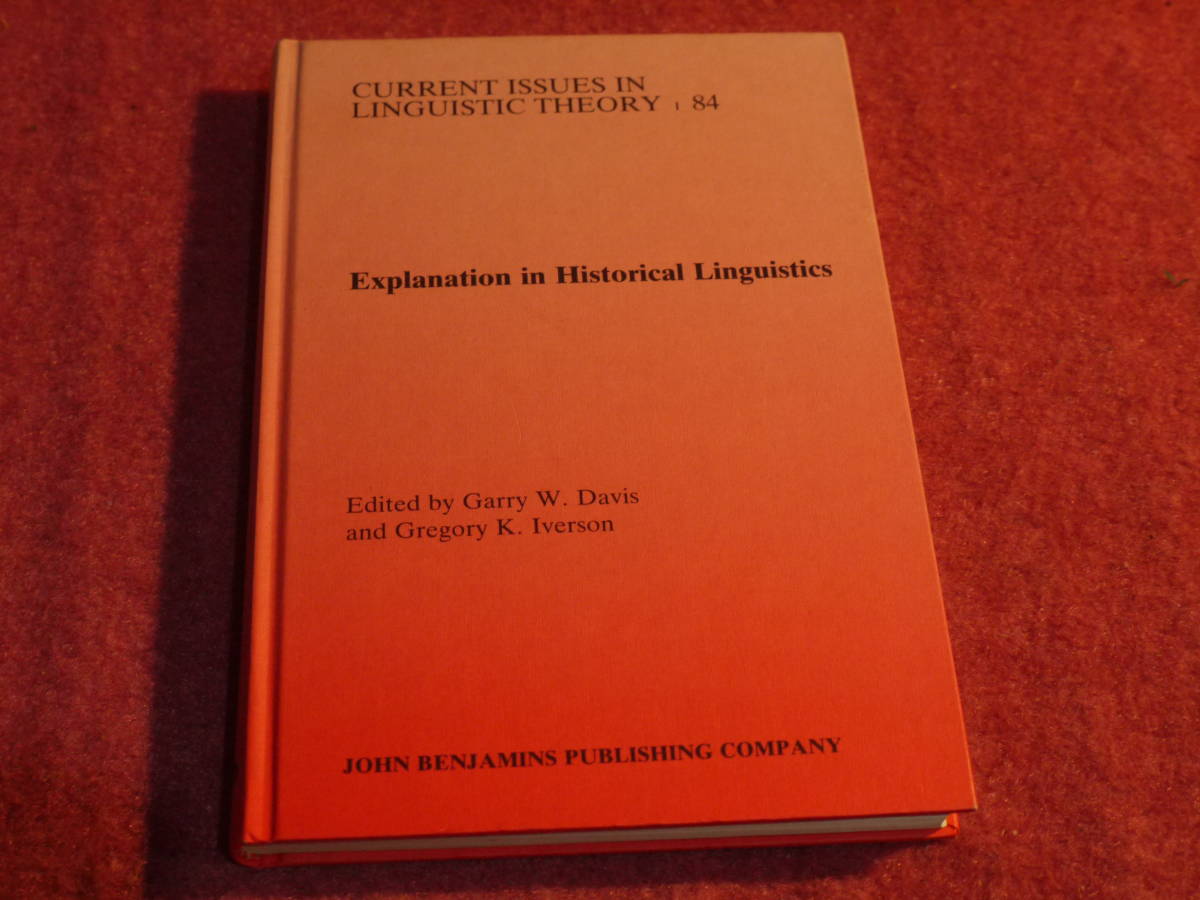 CURRENT ISSUES IN
LINGUISTIC THEORY | 84
Explanation in Historical Linguistics
Edited by Garry W. Davis
and Gregory K. Iverson
JOHN BENJAMINS PUBLISHING COMPANY